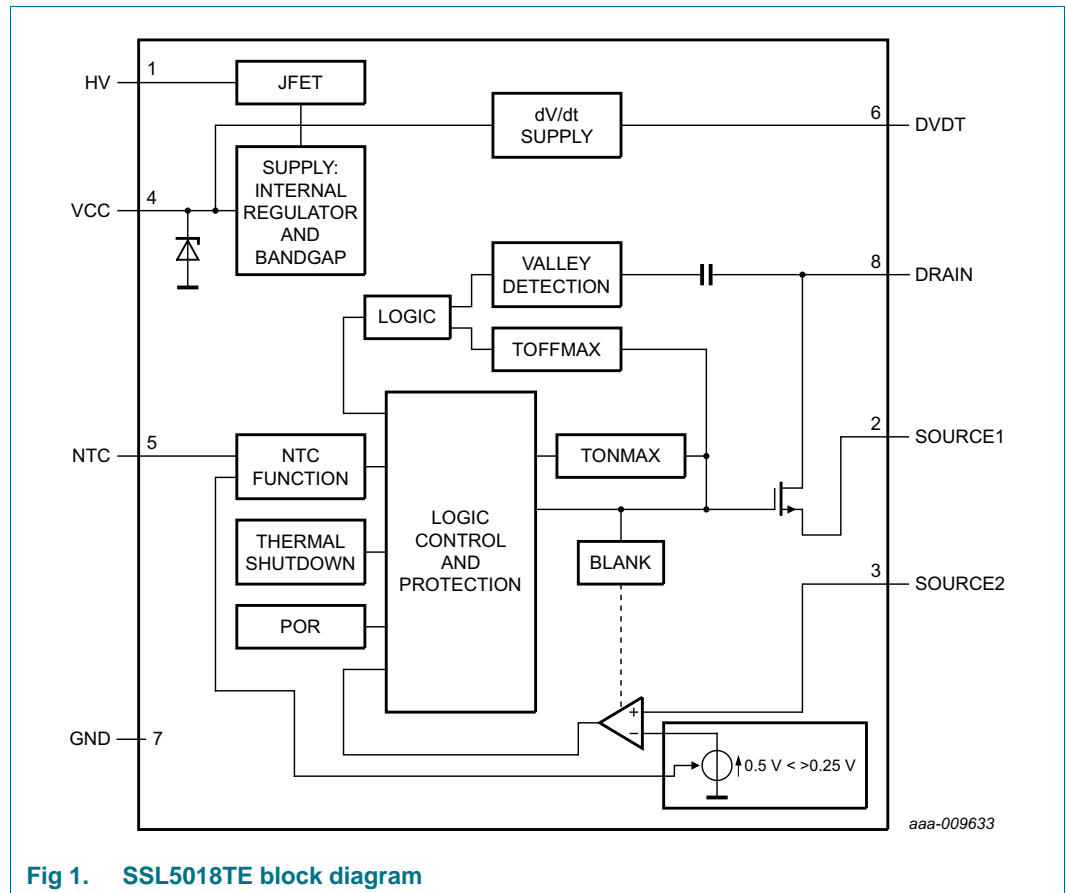 HV
1
JFET
dV/dt
SUPPLY
6
DVDT
SUPPLY:
INTERNAL
REGULATOR
AND
BANDGAP
VCC
4
VALLEY
DETECTION
8
DRAIN
LOGIC
TOFFMAX
NTC
5
NTC
FUNCTION
TONMAX
2
SOURCE1
THERMAL
SHUTDOWN
LOGIC
CONTROL
AND
PROTECTION
BLANK
3
SOURCE2
POR
+
−
GND
7
0.5 V < >0.25 V
aaa-009633
Fig 1. SSL5018TE block diagram